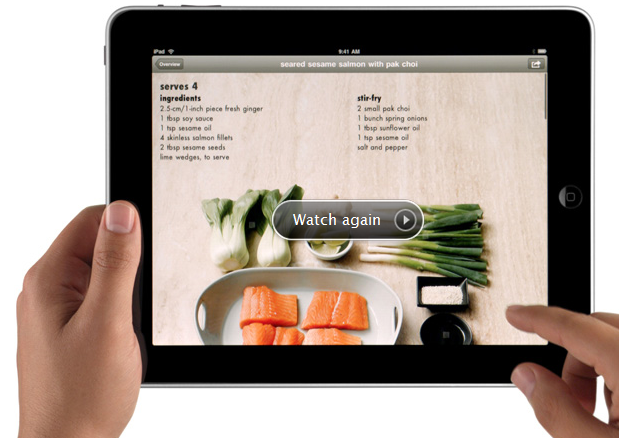 iPad
9:41 AM
Overview
seared sesame salmon with pak choi
serves 4
ingredients
2.5-cm/1-inch piece fresh ginger
1 tbsp soy sauce
1 tsp sesame oil
4 skinless salmon fillets
2 tbsp sesame seeds
lime wedges, to serve
stir-fry
2 small pak choi
1 bunch spring onions
1 tbsp sunflower oil
1 tsp sesame oil
salt and pepper
Watch again